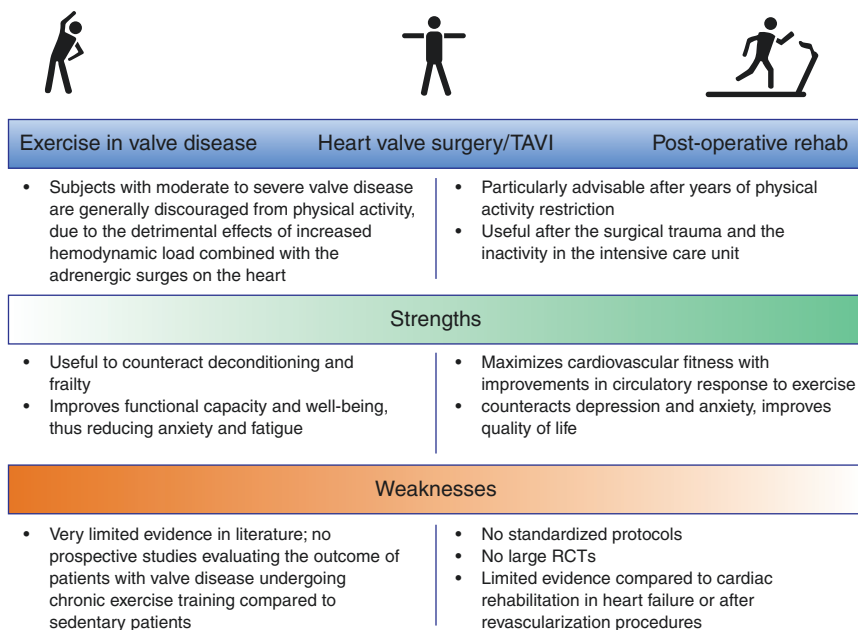 Exercise in valve disease Heart valve surgery/TAVI Post-operative rehab
• Subjects with moderate to severe valve disease
are generally discouraged from physical activity,
due to the detrimental effects of increased
hemodynamic load combined with the
adrenergic surges on the heart
• Particularly advisable after years of physical
activity restriction
• Useful after the surgical trauma and the
inactivity in the intensive care unit
Strengths
• Useful to counteract deconditioning and
frailty
• Improves functional capacity and well-being,
thus reducing anxiety and fatigue
• Maximizes cardiovascular fitness with
improvements in circulatory response to exercise
• counteracts depression and anxiety, improves
quality of life
Weaknesses
• Very limited evidence in literature; no
prospective studies evaluating the outcome of
patients with valve disease undergoing
chronic exercise training compared to
sedentary patients
• No standardized protocols
• No large RCTs
• Limited evidence compared to cardiac
rehabilitation in heart failure or after
revascularization procedures